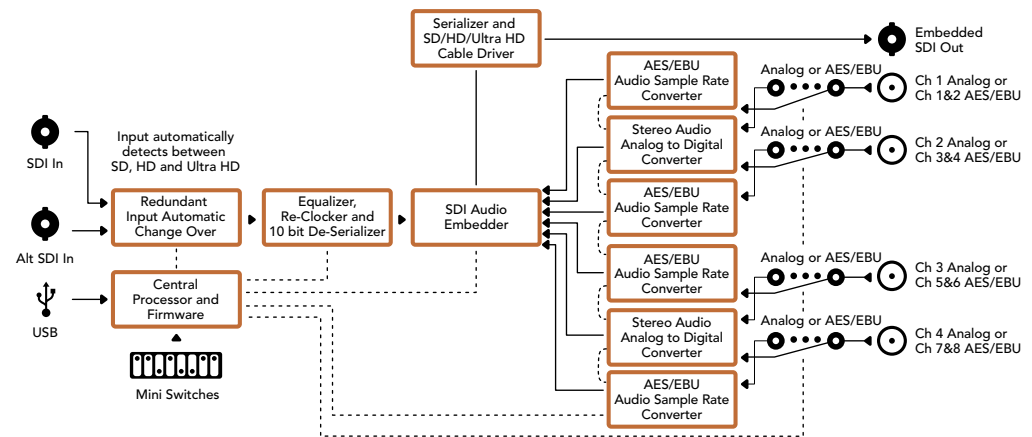 Serializer and
SD/HD/Ultra HD
Cable Driver
Embedded
SDI Out
AES/EBU
Audio Sample Rate
Converter
Analog or AES/EBU
Ch 1 Analog or
Ch 1&2 AES/EBU
SDI In
Input automatically
detects between
SD, HD and Ultra HD
Stereo Audio
Analog to Digital
Converter
Analog or AES/EBU
Ch 2 Analog or
Ch 3&4 AES/EBU
Alt SDI In
Redundant
Input Automatic
Change Over
Equalizer,
Re-Clocker and
10 bit De-Serializer
SDI Audio
Embedder
AES/EBU
Audio Sample Rate
Converter
USB
Central
Processor and
Firmware
AES/EBU
Audio Sample Rate
Converter
Analog or AES/EBU
Ch 3 Analog or
Ch 5&6 AES/EBU
Stereo Audio
Analog to Digital
Converter
Analog or AES/EBU
Ch 4 Analog or
Ch 7&8 AES/EBU
Mini Switches
AES/EBU
Audio Sample Rate
Converter